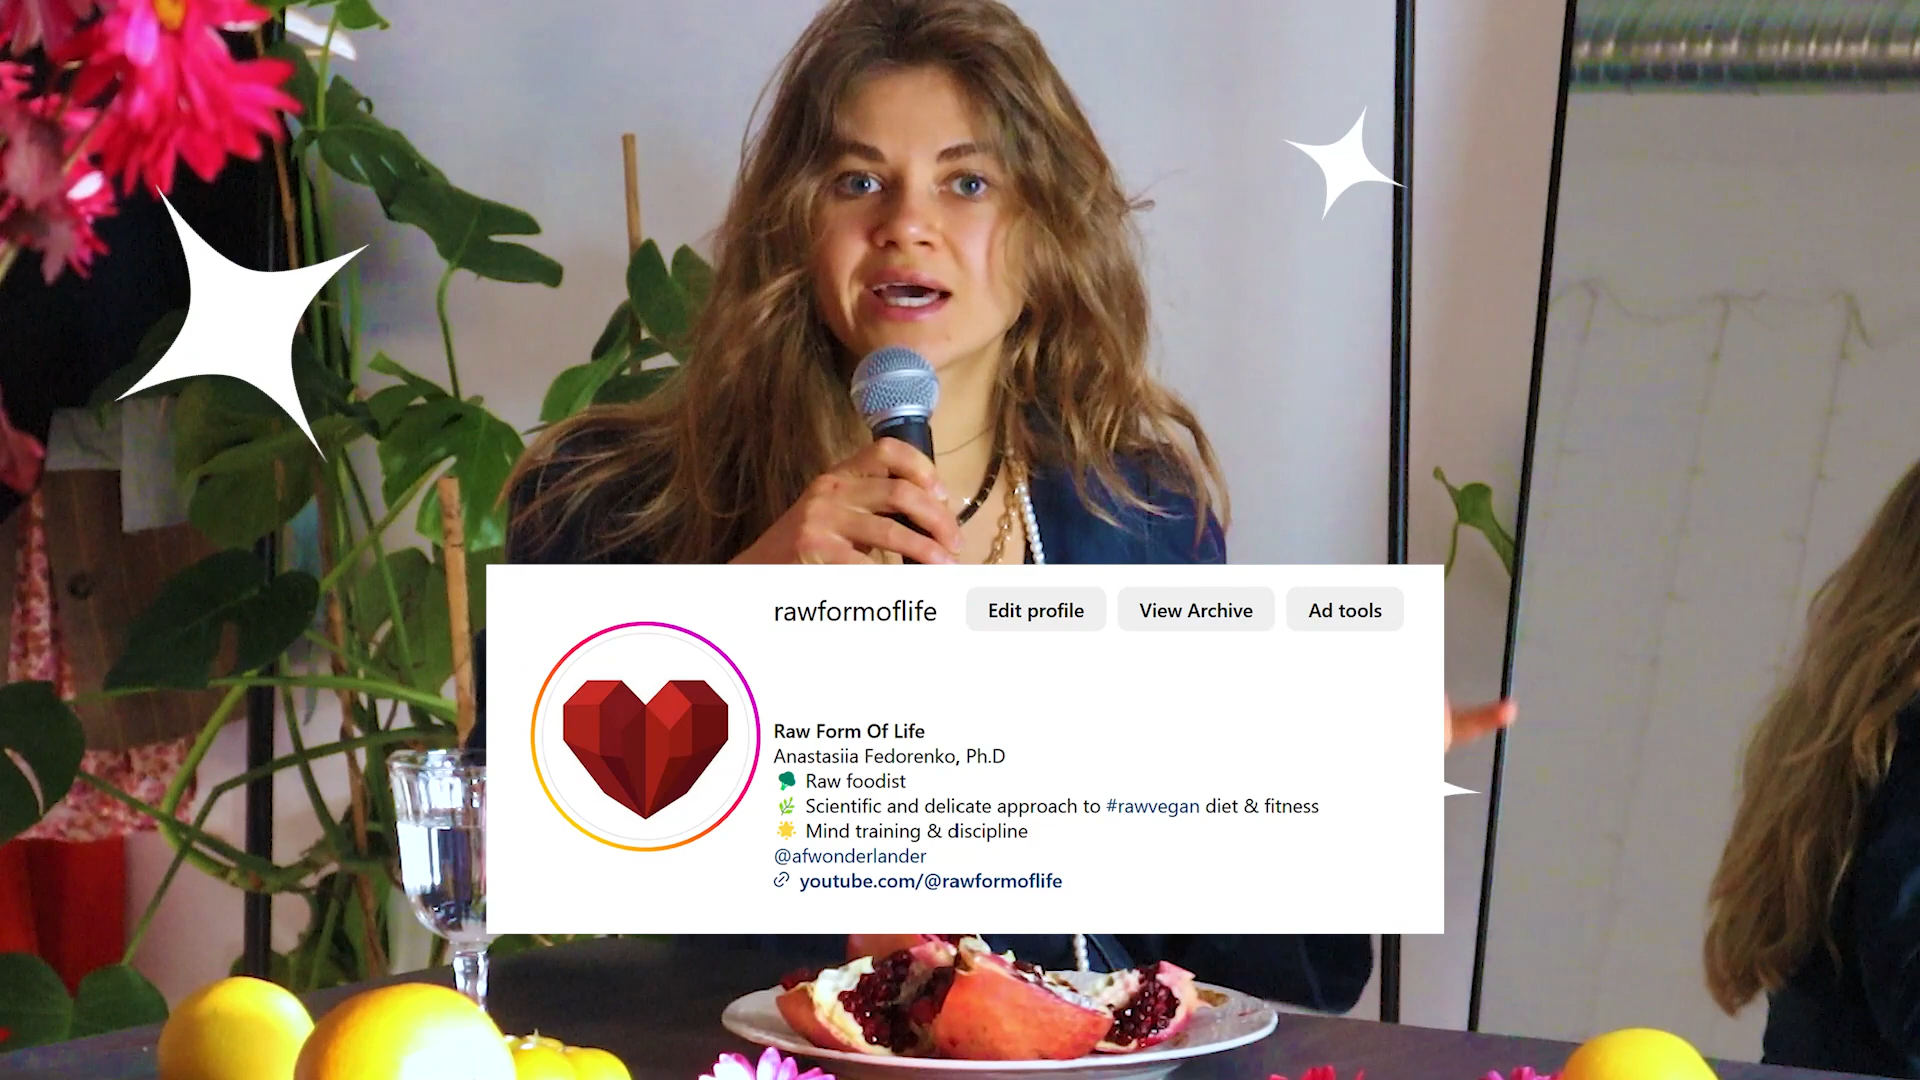 rawformoflife Edit profile View Archive Ad tools
Raw Form Of Life
Anastasiia Fedorenko, Ph.D
🥦 Raw foodist
🌿 Scientific and delicate approach to #rawvegan diet & fitness
🌟 Mind training & discipline
@afwonderlander
youtube.com/@rawformoflife